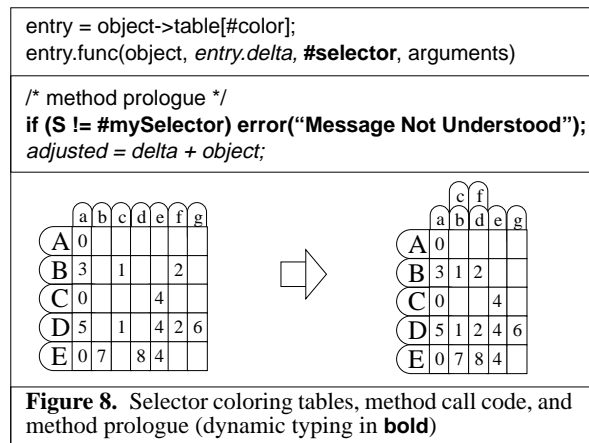 entry = object->table[#color];
entry.func(object, entry.delta, #selector, arguments)
/* method prologue */
if (S != #mySelector) error(“Message Not Understood”);
adjusted = delta + object;
a b c d e f g
A 0
B 3 1 2
C 0 4
D 5 1 4 2 6
E 0 7 8 4
c f
a b d e g
A 0
B 3 1 2
C 0 4
D 5 1 2 4 6
E 0 7 8 4
Figure 8. Selector coloring tables, method call code, and
method prologue (dynamic typing in bold)